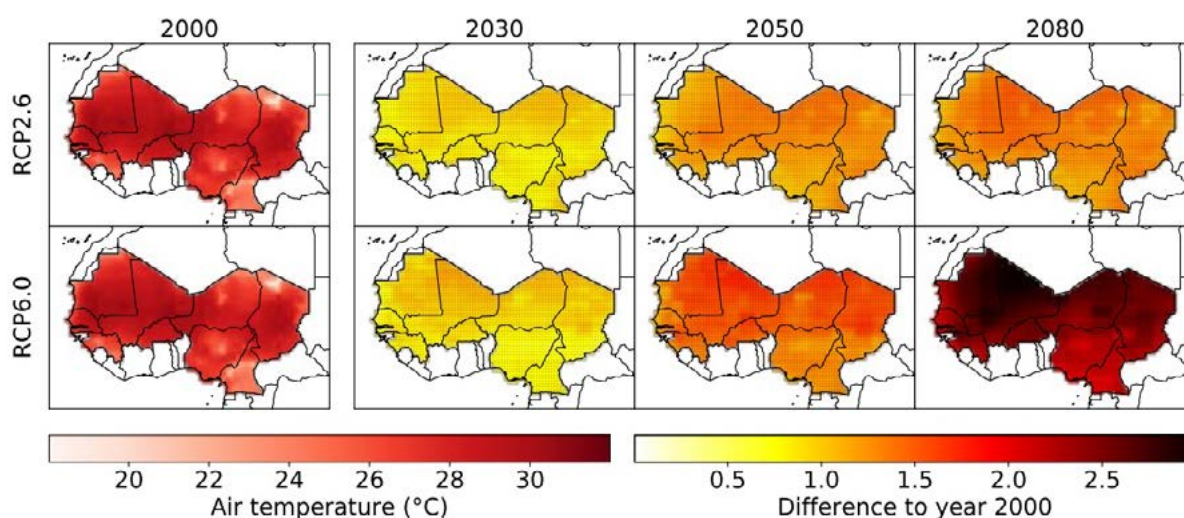 2000 2030 2050 2080
RCP2.6
RCP6.0
20 22 24 26 28 30 0.5 1.0 1.5 2.0 2.5
Air temperature (°C) Difference to year 2000